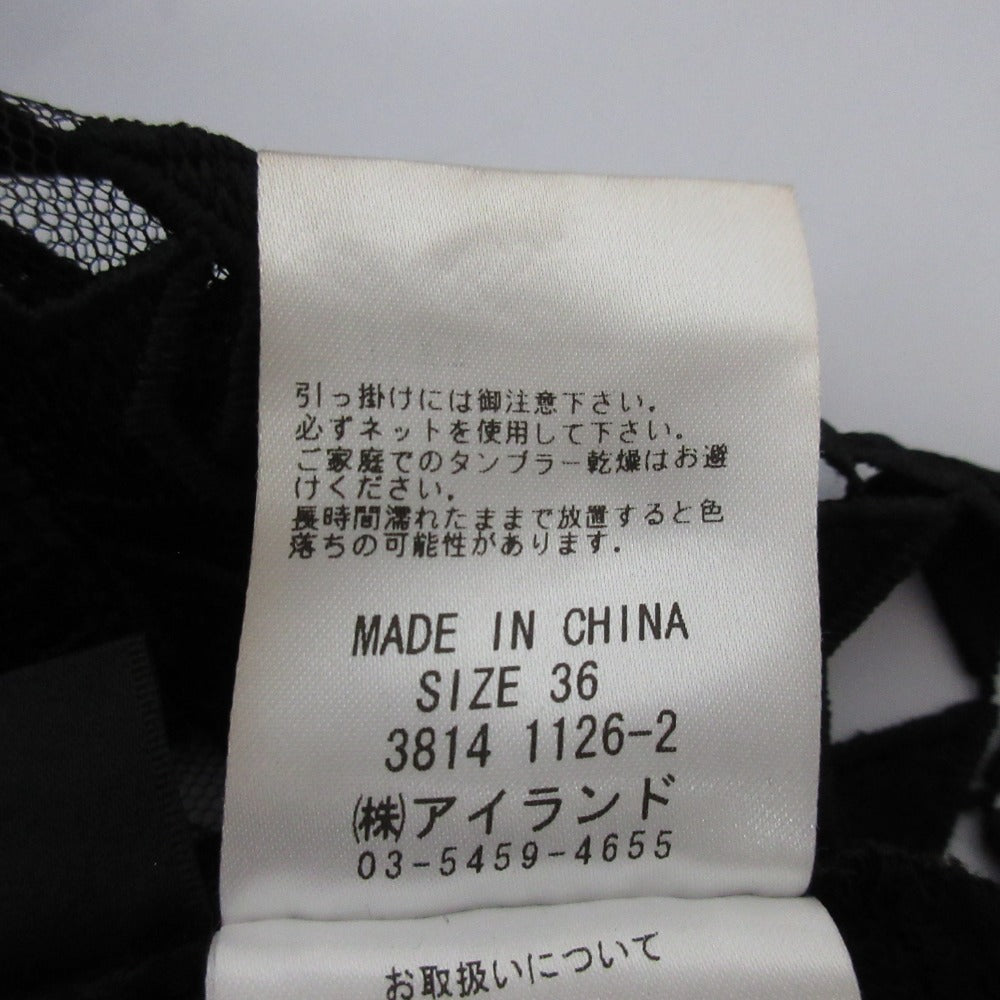 引っ掛けには御注意下さい.
必ずネットを使用して下さい.
ご家庭でのタンブラー乾燥はお避
けください.
長時間濡れたままで放置すると色
落ちの可能性があります.
MADE IN CHINA
SIZE 36
3814 1126-2
(株)アイランド
03-5459-4655
お取扱いについて